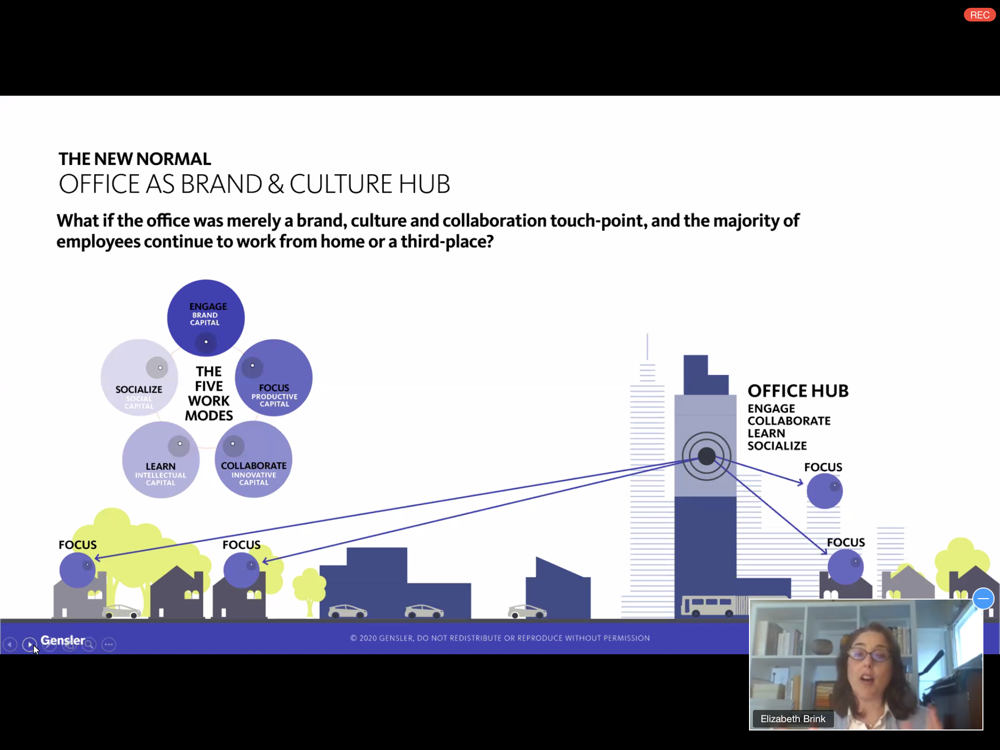 REC
THE NEW NORMAL
OFFICE AS BRAND & CULTURE HUB
What if the office was merely a brand, culture and collaboration touch-point, and the majority of
employees continue to work from home or a third-place?
ENGAGE
BRAND
CAPITAL
SOCIALIZE
SOCIAL
CAPITAL
THE
FIVE
WORK
MODES
FOCUS
PRODUCTIVE
CAPITAL
LEARN
INTELLECTUAL
CAPITAL
COLLABORATE
INNOVATIVE
CAPITAL
OFFICE HUB
ENGAGE
COLLABORATE
LEARN
SOCIALIZE
FOCUS
FOCUS
FOCUS
FOCUS
Gensler
© 2020 GENSLER, DO NOT REDISTRIBUTE OR REPRODUCE WITHOUT PERMISSION
Elizabeth Brink